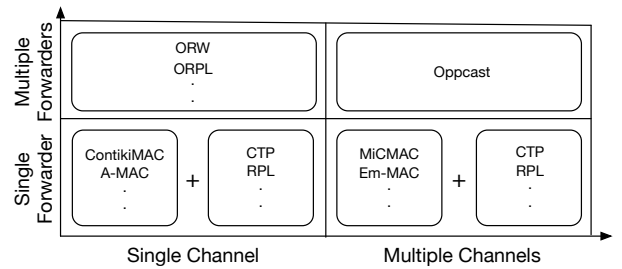 Multiple
Forwarders
ORW
ORPL
.
.
Oppcast
Single
Forwarder
ContikiMAC
A-MAC
.
.
+
CTP
RPL
.
.
MiCMAC
Em-MAC
.
.
+
CTP
RPL
.
.
Single Channel
Multiple Channels